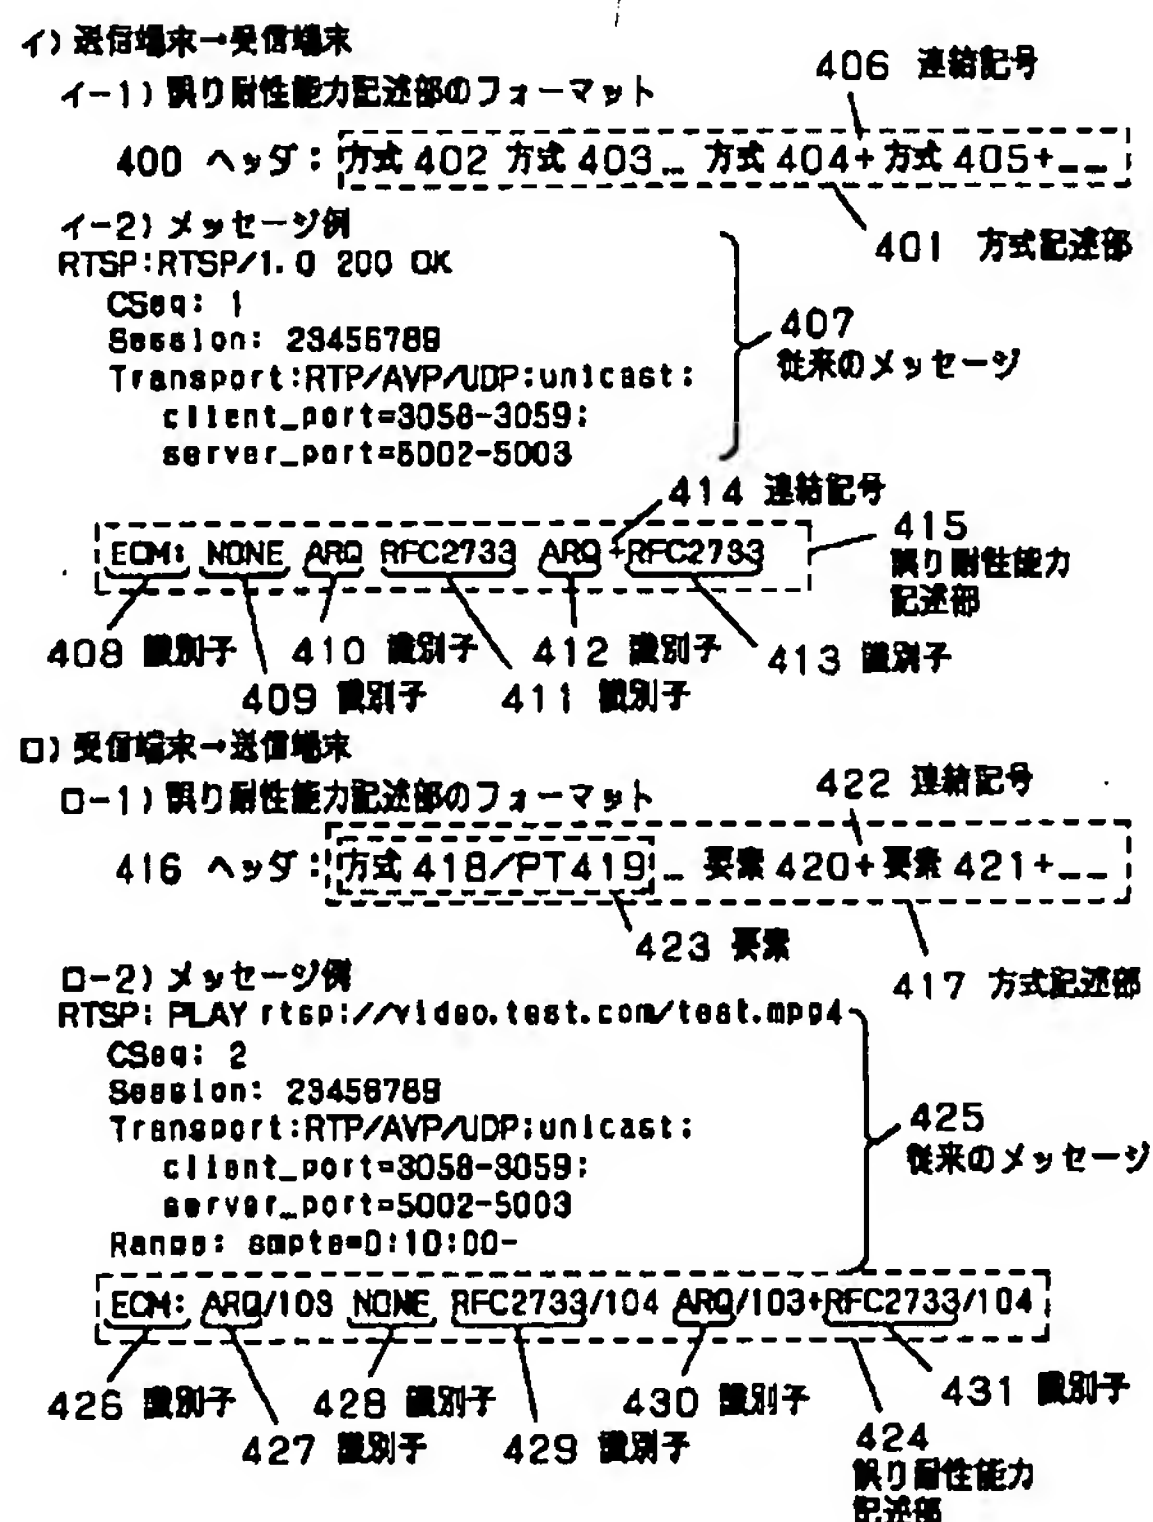 イ) 送信端末→受信端末
406 連結記号
イ-1) 誤り耐性能力記述部のフォーマット
400 ヘッダ: 方式 402 方式 403… 方式 404+ 方式 405+__
401 方式記述部
イ-2) メッセージ例
RTSP:RTSP/1.0 200 OK
CSeq: 1
Session: 23456789
Transport:RTP/AVP/UDP;unicast;
client_port=3058-3059;
server_port=5002-5003
407
従来のメッセージ
414 連結記号
ECM: NONE ARQ RFC2733 ARQ+RFC2733
415
誤り耐性能力
記述部
408 識別子
410 識別子
412 識別子
413 識別子
409 識別子
411 識別子
ロ) 受信端末→送信端末
422 連結記号
ロ-1) 誤り耐性能力記述部のフォーマット
416 ヘッダ: 方式 418/PT419 … 要素 420+要素 421+__
423 要素
417 方式記述部
ロ-2) メッセージ例
RTSP: PLAY rtsp://video.test.com/test.mpg4
CSeq: 2
Session: 23456789
Transport:RTP/AVP/UDP;unicast;
client_port=3058-3059;
server_port=5002-5003
Range: smpte=0:10:00-
425
従来のメッセージ
ECM: ARQ/103 NONE RFC2733/104 ARQ/103+RFC2733/104
426 識別子
428 識別子
430 識別子
431 識別子
427 識別子
429 識別子
424
誤り耐性能力
記述部